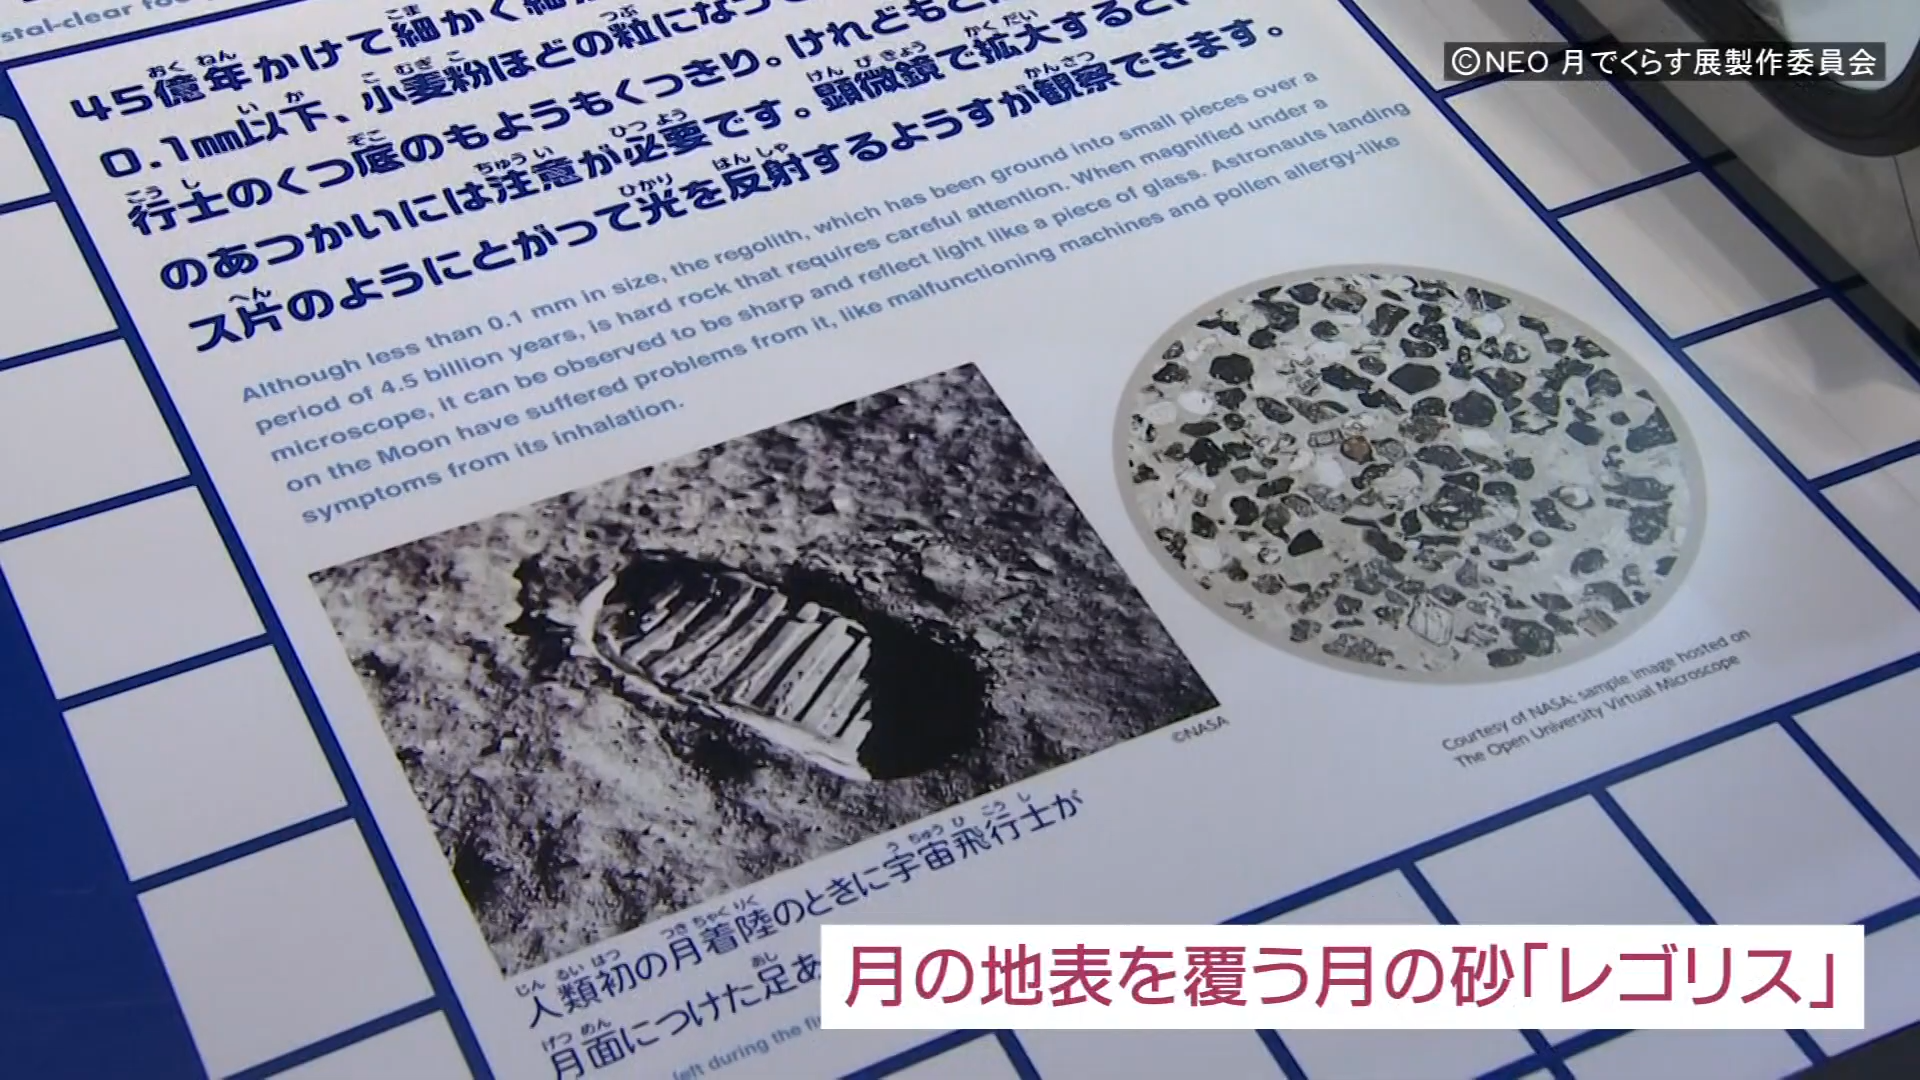 ©NEO 月でくらす展製作委員会
45億年かけて細かく
0.1mm以下、小麦粉ほどの粒になっ
行士のくつ底のもようもくっきり。けれども
のあつかいには注意が必要です。顕微鏡で拡大すると、
ス片のようにとがって光を反射するようすが観察できます。
Although less than 0.1 mm in size, the regolith, which has been ground into small pieces over a
period of 4.5 billion years, is hard rock that requires careful attention. When magnified under a
microscope, it can be observed to be sharp and reflect light like a piece of glass. Astronauts landing
on the Moon have suffered problems from it, like malfunctioning machines and pollen allergy-like
symptoms from its inhalation.
©NASA
Courtesy of NASA: sample image hosted on
The Open University Virtual Microscope
人類初の月着陸のときに宇宙飛行士が
月面につけた足あ
left during the
月の地表を覆う月の砂「レゴリス」